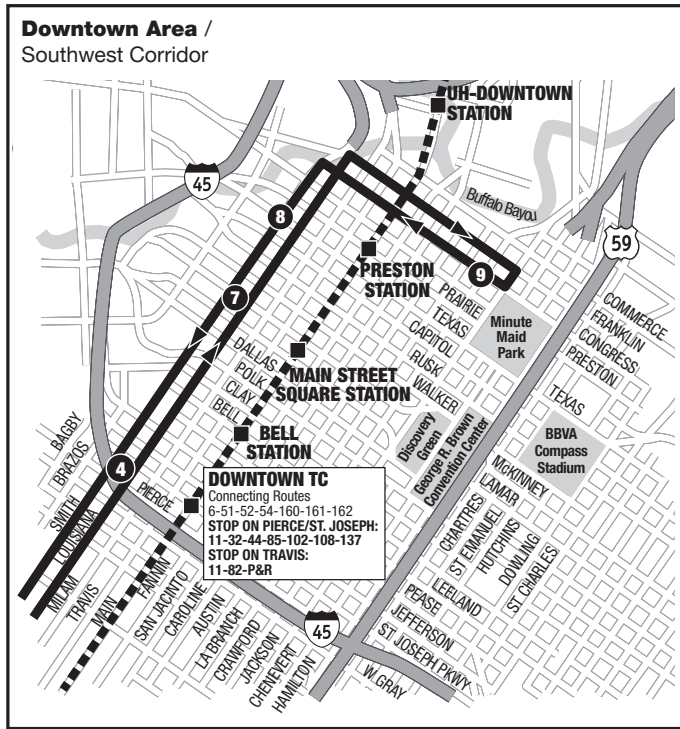 Downtown Area /
Southwest Corridor
UH-DOWNTOWN
STATION
45
8
Buffalo Bayou
59
7
PRESTON
STATION
9
PRAIRIE
TEXAS
CAPITOL
RUSK
WALKER
Minute
Maid
Park
COMMERCE
FRANKLIN
CONGRESS
PRESTON
TEXAS
DALLAS
POLK
CLAY
BELL
MAIN STREET
SQUARE STATION
BELL
STATION
Discovery
Green
George R. Brown
Convention Center
BBVA
Compass
Stadium
BAGBY
BRAZOS
4
SMITH
LOUISIANA
PIERCE
MILAM
TRAVIS
MAIN
DOWNTOWN TC
Connecting Routes
6-51-52-54-160-161-162
STOP ON PIERCE/ST. JOSEPH:
11-32-44-85-102-108-137
STOP ON TRAVIS:
11-82-P&R
McKINNEY
LAMAR
CHARTRES
ST EMANUEL
HUTCHINS
DOWLING
ST CHARLES
FANNIN
SAN JACINTO
CAROLINE
AUSTIN
LA BRANCH
CRAWFORD
JACKSON
CHENEVERT
HAMILTON
45
LEELAND
PEASE
JEFFERSON
ST JOSEPH PKWY
W GRAY